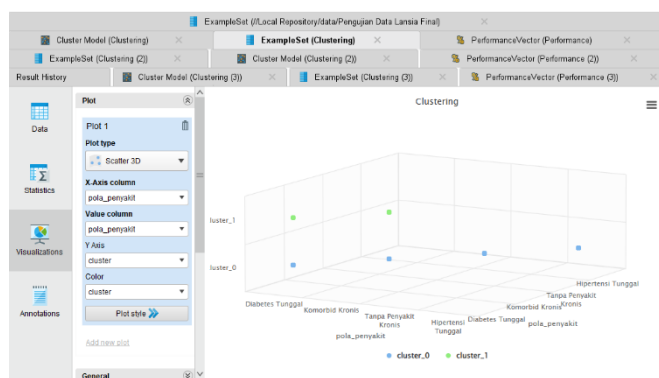 ExampleSet (//Local Repository/data/Pengujian Data Lansia Final)
Cluster Model (Clustering)
ExampleSet (Clustering)
PerformanceVector (Performance)
ExampleSet (Clustering (2))
Cluster Model (Clustering (2))
PerformanceVector (Performance (2))
Result History
Cluster Model (Clustering (3))
ExampleSet (Clustering (3))
PerformanceVector (Performance (3))
Data
Statistics
Visualizations
Annotations
Plot
Plot 1
Plot type
Scatter 3D
X-Axis column
pola_penyakit
Value column
pola_penyakit
Y Axis
cluster
Color
cluster
Plot style
Add new plot
General
Clustering
luster_1
luster_0
Diabetes Tunggal
Komorbid Kronis
Tanpa Penyakit
Kronis
Hipertensi
Tunggal
pola_penyakit
Diabetes Tunggal
Komorbid Kronis
Tanpa Penyakit
Kronis
Hipertensi Tunggal
pola_penyakit
cluster_0
cluster_1